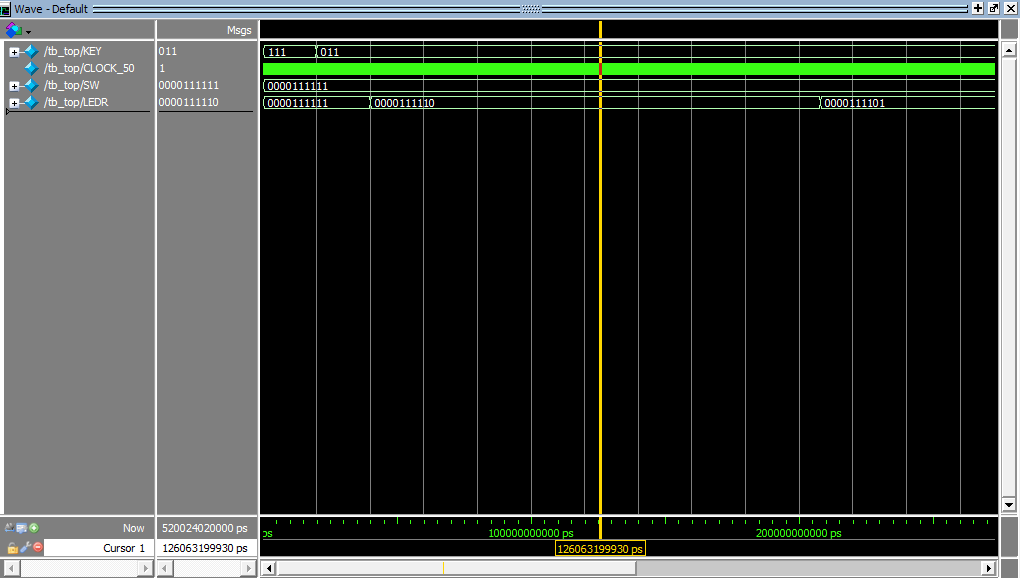 Wave - Default
Msgs
/tb_top/KEY 011 111 011
/tb_top/CLOCK_50 1
/tb_top/SW 0000111111 0000111111
/tb_top/LEDR 0000111110 0000111111 0000111110 0000111101
Now 520024020000 ps ps 100000000000 ps 200000000000 ps
Cursor 1 126063199930 ps 126063199930 ps